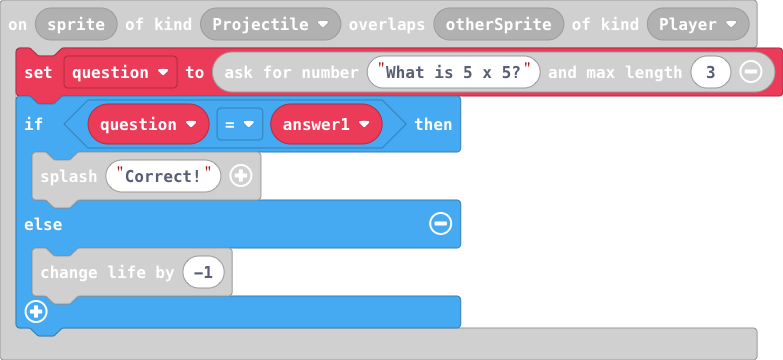 on sprite of kind Projectile overlaps otherSprite of kind Player
set question to ask for number "What is 5 x 5?" and max length 3
if question = answer1 then
splash "Correct!"
else
change life by -1